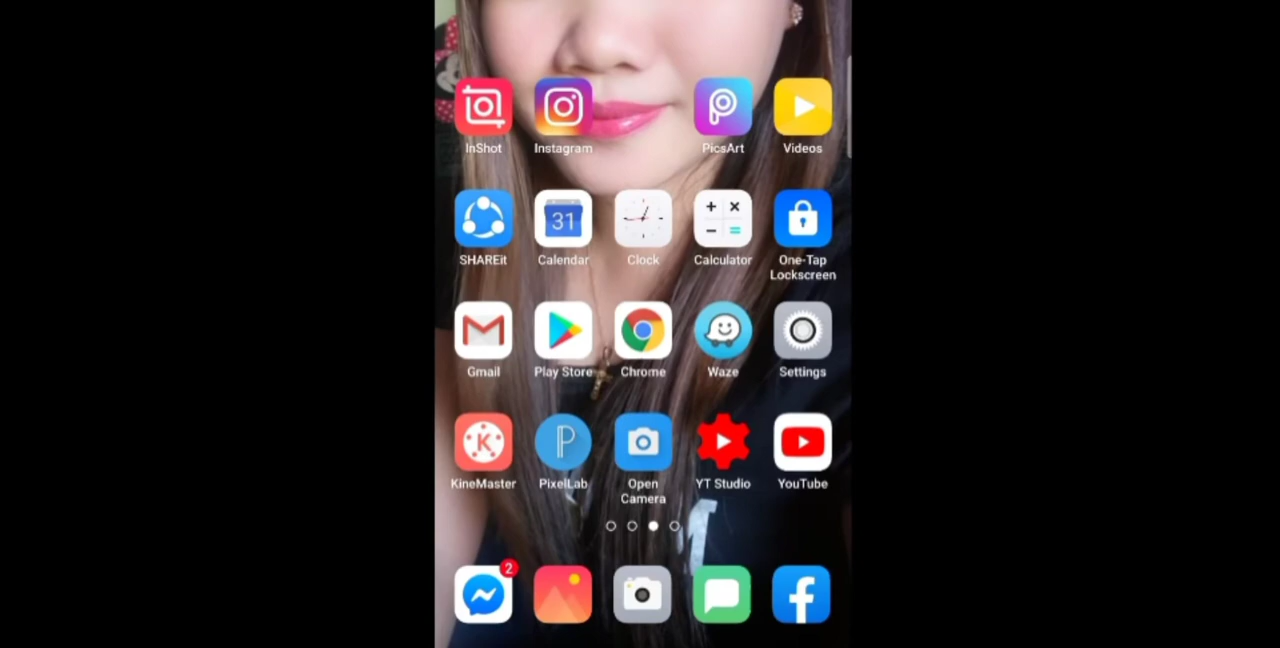 InShot
Instagram
PicsArt
Videos
31
SHAREit
Calendar
Clock
Calculator
One-Tap
Lockscreen
Gmail
Play Store
Chrome
Waze
Settings
K
P
KineMaster
PixelLab
Open
Camera
YT Studio
YouTube
2